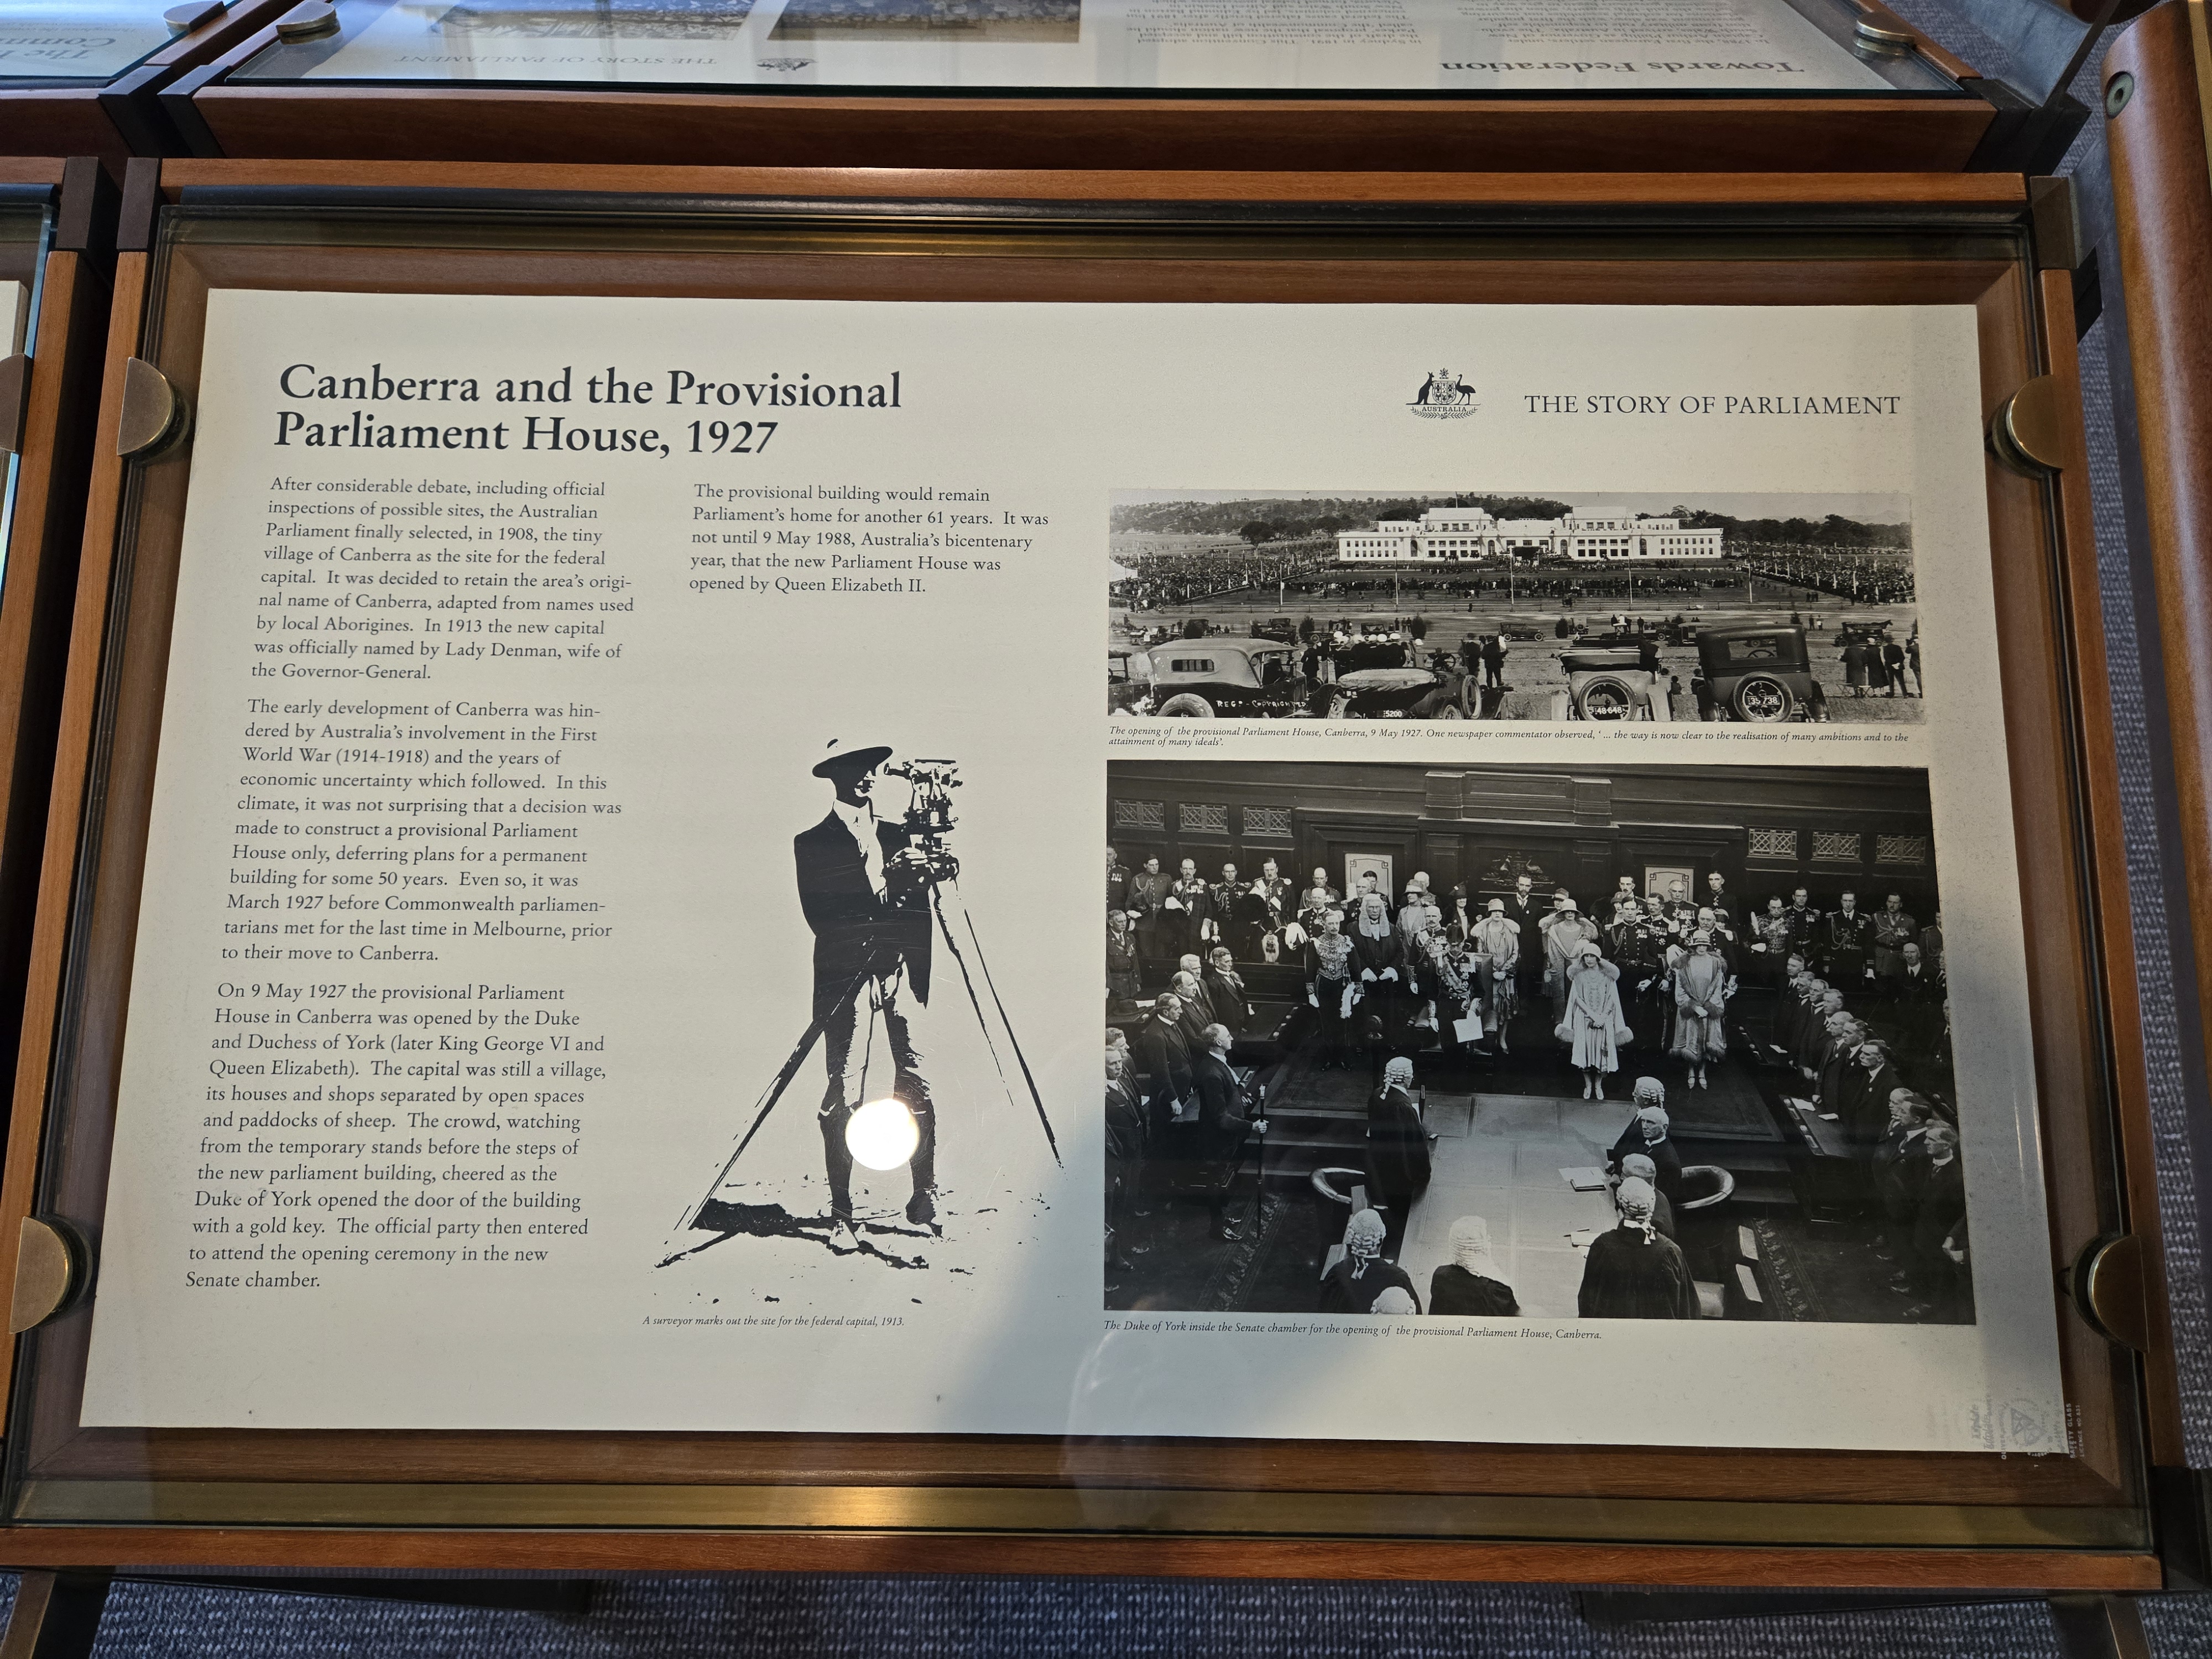 Towards Federation
THE STORY OF PARLIAMENT
Canberra and the Provisional
Parliament House, 1927
AUSTRALIA
THE STORY OF PARLIAMENT
After considerable debate, including official
inspections of possible sites, the Australian
Parliament finally selected, in 1908, the tiny
village of Canberra as the site for the federal
capital. It was decided to retain the area's origi-
nal name of Canberra, adapted from names used
by local Aborigines. In 1913 the new capital
was officially named by Lady Denman, wife of
the Governor-General.
The early development of Canberra was hin-
dered by Australia's involvement in the First
World War (1914-1918) and the years of
economic uncertainty which followed. In this
climate, it was not surprising that a decision was
made to construct a provisional Parliament
House only, deferring plans for a permanent
building for some 50 years. Even so, it was
March 1927 before Commonwealth parliamen-
tarians met for the last time in Melbourne, prior
to their move to Canberra.
On 9 May 1927 the provisional Parliament
House in Canberra was opened by the Duke
and Duchess of York (later King George VI and
Queen Elizabeth). The capital was still a village,
its houses and shops separated by open spaces
and paddocks of sheep. The crowd, watching
from the temporary stands before the steps of
the new parliament building, cheered as the
Duke of York opened the door of the building
with a gold key. The official party then entered
to attend the opening ceremony in the new
Senate chamber.
The provisional building would remain
Parliament's home for another 61 years. It was
not until 9 May 1988, Australia's bicentenary
year, that the new Parliament House was
opened by Queen Elizabeth II.
A surveyor marks out the site for the federal capital, 1913.
REGD - COPYRIGHTED
The opening of the provisional Parliament House, Canberra, 9 May 1927. One newspaper commentator observed, ' ... the way is now clear to the realisation of many ambitions and to the
attainment of many ideals'.
The Duke of York inside the Senate chamber for the opening of the provisional Parliament House, Canberra.
SAFETY GLASS